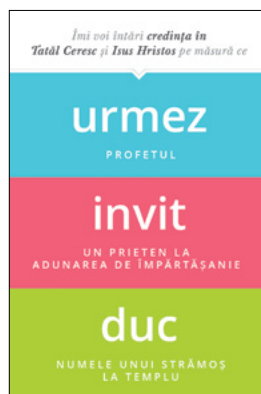 Îmi voi întări credința în
Tatăl Ceresc și Isus Hristos pe măsură ce
urmez
PROFETUL
invit
UN PRIETEN LA
ADUNAREA DE ÎMPĂRTĂȘANIE
duc
NUMELE UNUI STRĂMOȘ
LA TEMPLU